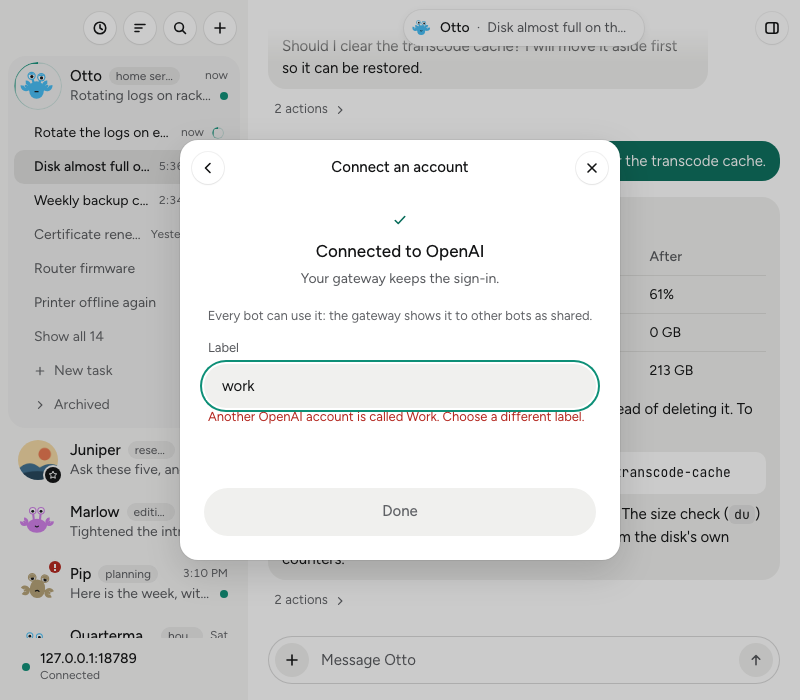 Otto home ser... now
Rotating logs on rack...
Rotate the logs on e... now
Disk almost full o... 5:36
Weekly backup c... 2:34
Certificate rene... Yeste
Router firmware
Printer offline again
Show all 14
New task
Archived
Juniper rese...
Ask these five, an
Marlow editi...
Tightened the intr
Pip planning 3:10 PM
Here is the week, wit...
Quarterma... hou... Sat
127.0.0.1:18789
Connected
Otto · Disk almost full on th...
Should I clear the transcode cache? I will move it aside first
so it can be restored.
2 actions
the transcode cache.
After
61%
0 GB
213 GB
ead of deleting it. To
transcode-cache
The size check (du)
m the disk's own
counters.
2 actions
Message Otto
Connect an account
Connected to OpenAI
Your gateway keeps the sign-in.
Every bot can use it: the gateway shows it to other bots as shared.
Label
work
Another OpenAI account is called Work. Choose a different label.
Done